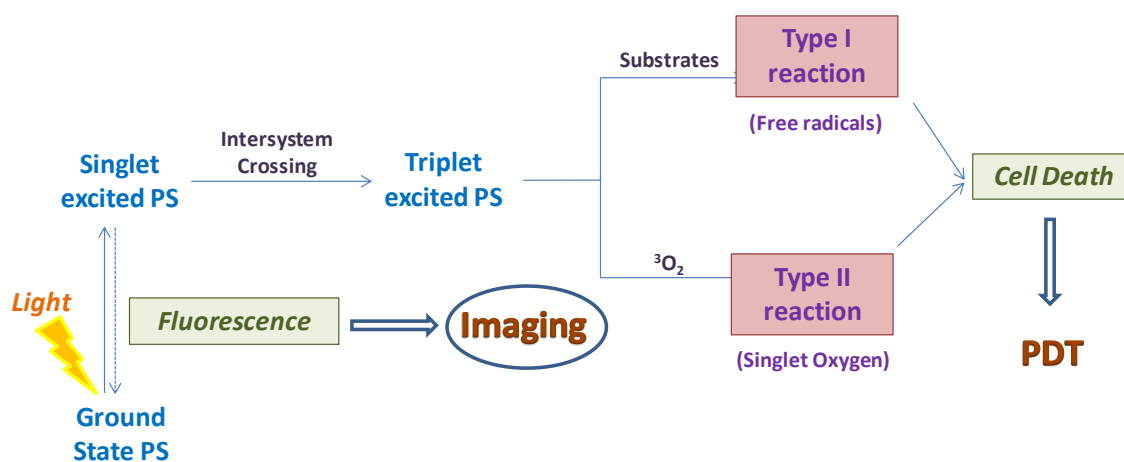 Type I
reaction
Substrates
(Free radicals)
Intersystem
Crossing
Singlet
excited PS
Triplet
excited PS
Cell Death
³O₂
Type II
reaction
Light
Fluorescence
Imaging
(Singlet Oxygen)
PDT
Ground
State PS